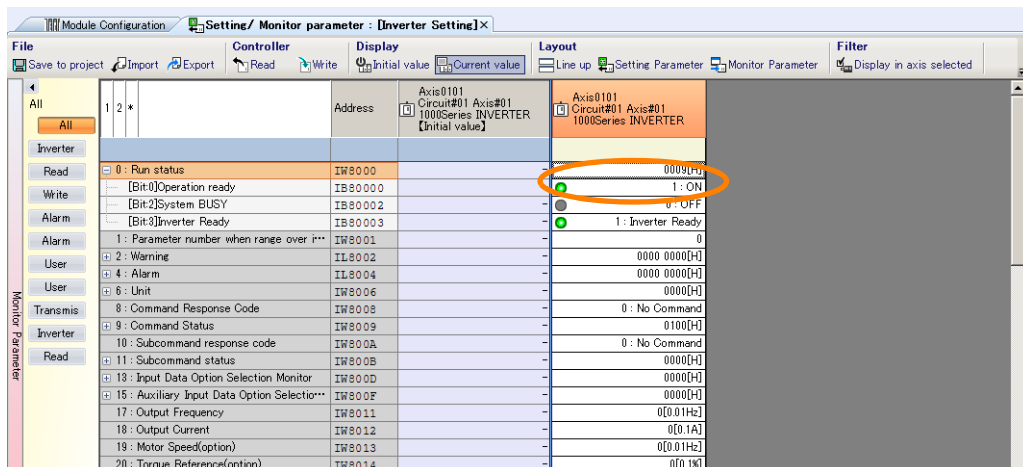 Module Configuration Setting/ Monitor parameter : [Inverter Setting] ×
File Controller Display Layout Filter
Save to project Import Export Read Write Initial value Current value Line up Setting Parameter Monitor Parameter Display in axis selected
All
All
Inverter
Read
Write
Alarm
Alarm
User
User
Transmis
Inverter
Read
Monitor Parameter
1 2 * Address
Axis0101
Circuit#01 Axis#01
1000Series INVERTER
【Initial value】
Axis0101
Circuit#01 Axis#01
1000Series INVERTER
0 : Run status IW8000 - 0009[H]
[Bit:0]Operation ready IB80000 - 1 : ON
[Bit:2]System BUSY IB80002 - 0 : OFF
[Bit:3]Inverter Ready IB80003 - 1 : Inverter Ready
1 : Parameter number when range over i… IW8001 - 0
2 : Warning IL8002 - 0000 0000[H]
4 : Alarm IL8004 - 0000 0000[H]
6 : Unit IW8006 - 0000[H]
8 : Command Response Code IW8008 - 0 : No Command
9 : Command Status IW8009 - 0100[H]
10 : Subcommand response code IW800A - 0 : No Command
11 : Subcommand status IW800B - 0000[H]
13 : Input Data Option Selection Monitor IW800D - 0000[H]
15 : Auxiliary Input Data Option Selectio… IW800F - 0000[H]
17 : Output Frequency IW8011 - 0[0.01Hz]
18 : Output Current IW8012 - 0[0.1A]
19 : Motor Speed(option) IW8013 - 0[0.01Hz]
20 : Torque Reference(option) IW8014 - 0[0.1%]